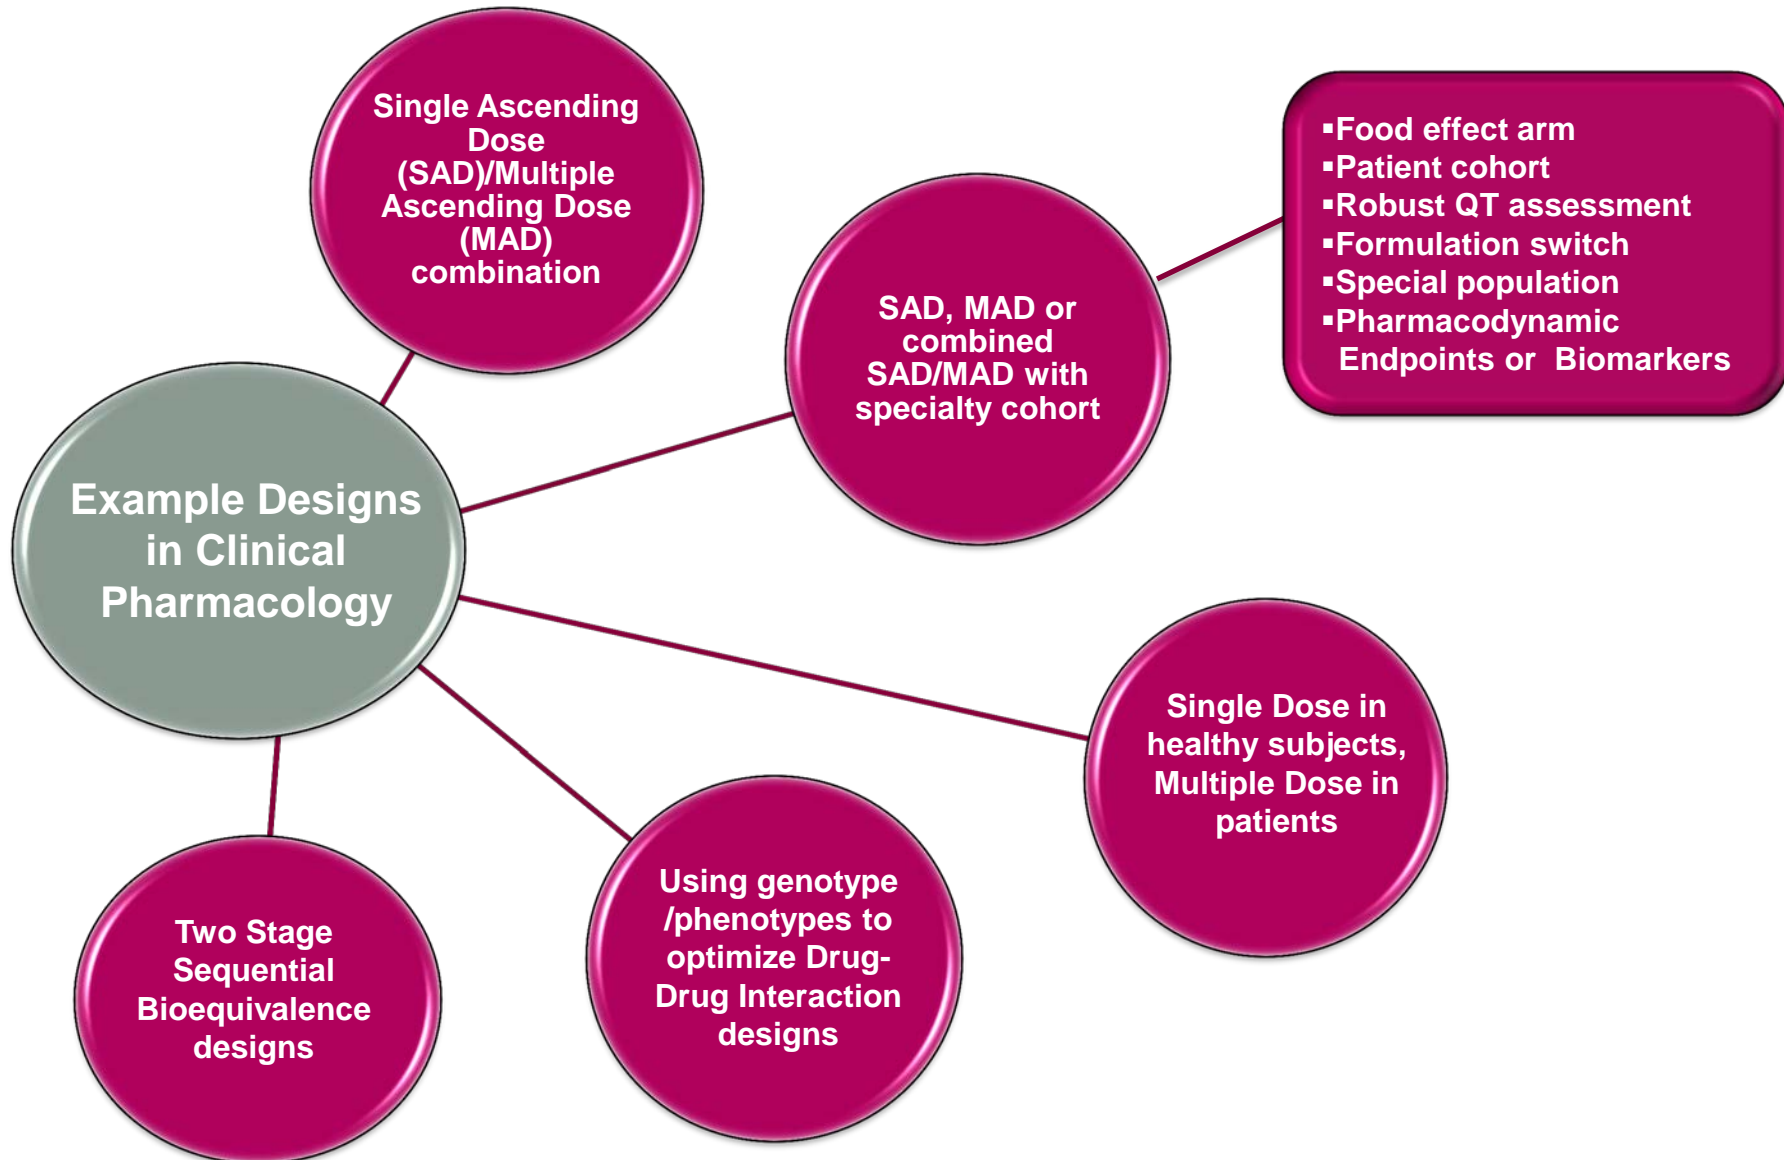 Single Ascending
Dose
(SAD)/Multiple
Ascending Dose
(MAD)
combination
▪Food effect arm
▪Patient cohort
▪Robust QT assessment
▪Formulation switch
▪Special population
▪Pharmacodynamic
Endpoints or Biomarkers
SAD, MAD or
combined
SAD/MAD with
specialty cohort
Example Designs
in Clinical
Pharmacology
Single Dose in
healthy subjects,
Multiple Dose in
patients
Using genotype
/phenotypes to
optimize Drug-
Drug Interaction
designs
Two Stage
Sequential
Bioequivalence
designs